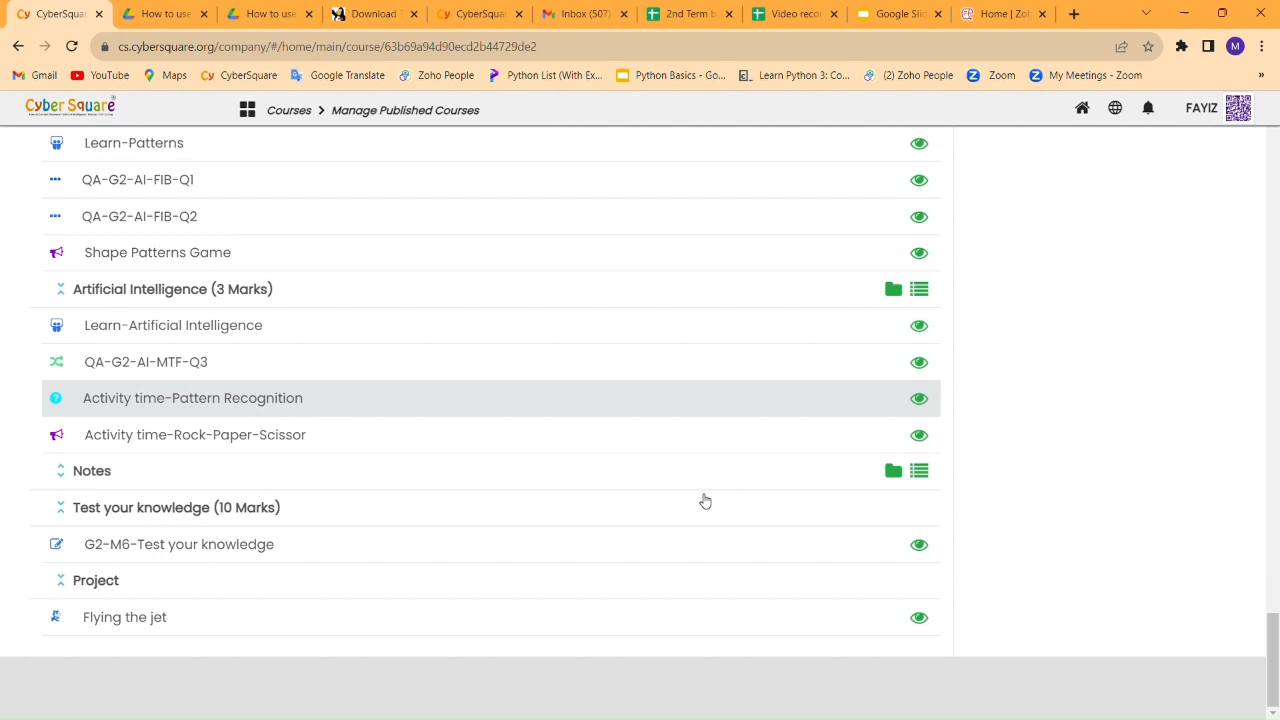 CyberSquar
How to use
How to use
Download
CyberSquar
Inbox (507)
2nd Term b
Video recor
Google Slid
Home | Zoh
cs.cybersquare.org/company/#/home/main/course/63b69a94d90ecd2b44729de2
M
Gmail
YouTube
Maps
CyberSquare
Google Translate
Zoho People
Python List (With Ex...
Python Basics - Go...
Learn Python 3: Co...
(2) Zoho People
Zoom
My Meetings - Zoom
»
Cyber Square
Courses > Manage Published Courses
FAYIZ
Learn-Patterns
QA-G2-AI-FIB-Q1
QA-G2-AI-FIB-Q2
Shape Patterns Game
Artificial Intelligence (3 Marks)
Learn-Artificial Intelligence
QA-G2-AI-MTF-Q3
Activity time-Pattern Recognition
Activity time-Rock-Paper-Scissor
Notes
Test your knowledge (10 Marks)
G2-M6-Test your knowledge
Project
Flying the jet